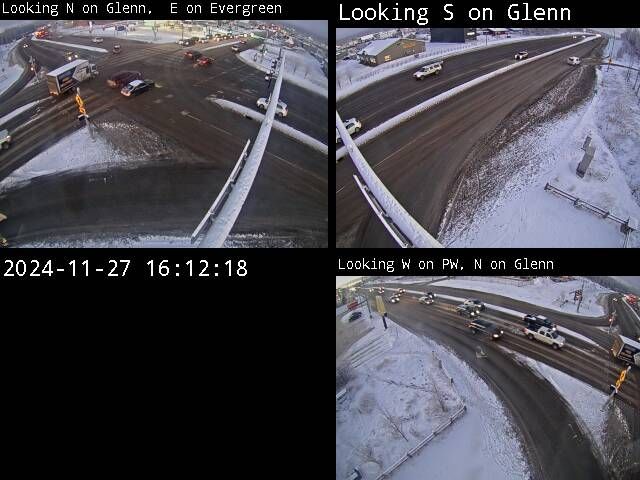 Looking N on Glenn, E on Evergreen
Looking S on Glenn
2024-11-27 16:12:18
Looking W on PW, N on Glenn